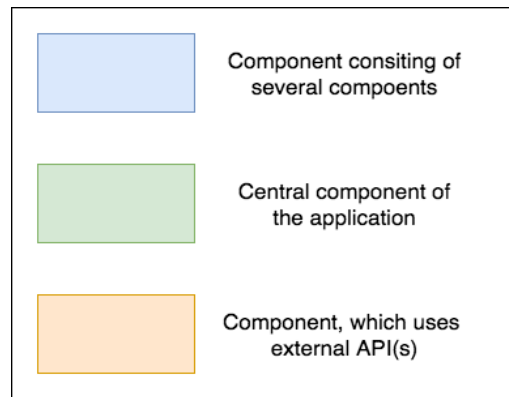 Component consiting of
several compoents
Central component of
the application
Component, which uses
external API(s)